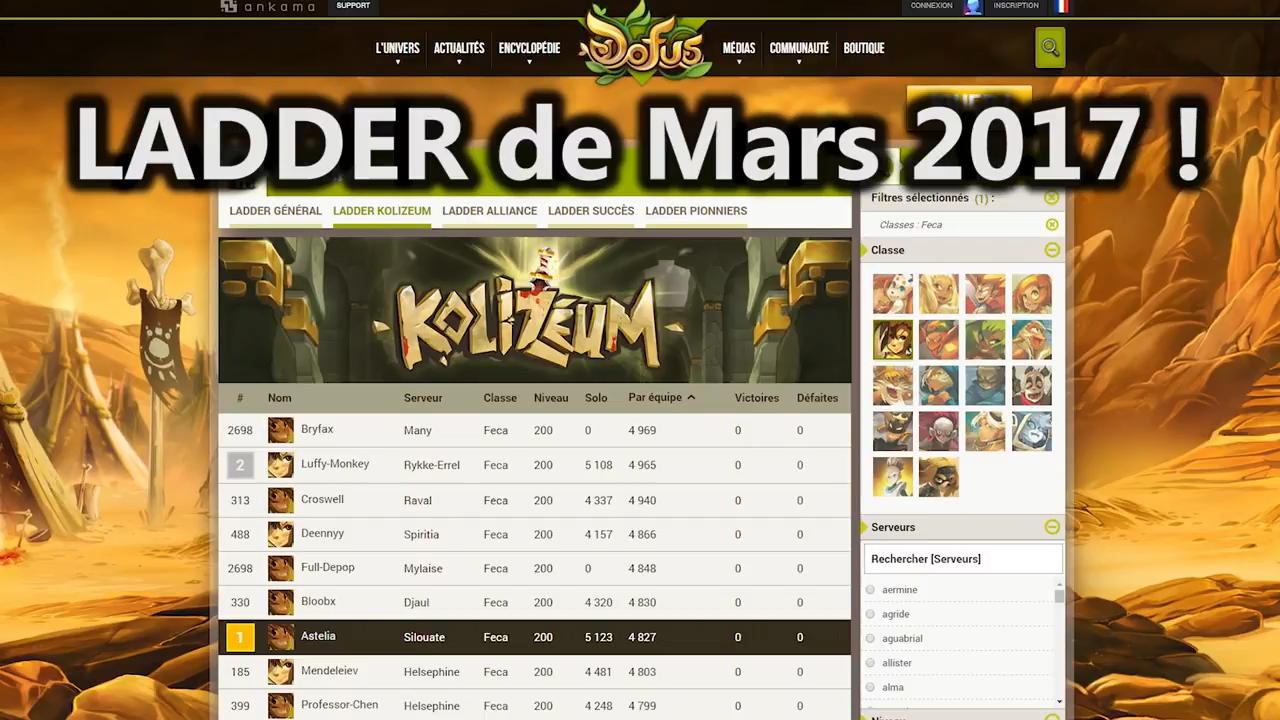 ankama
SUPPORT
CONNEXION
INSCRIPTION
L'UNIVERS
ACTUALITÉS
ENCYCLOPÉDIE
DOFUS
MÉDIAS
COMMUNAUTÉ
BOUTIQUE
LADDER de Mars 2017 !
LADDER GÉNÉRAL LADDER KOLIZEUM LADDER ALLIANCE LADDER SUCCÈS LADDER PIONNIERS
KOLIZÉUM
# Nom Serveur Classe Niveau Solo Par équipe Victoires Défaites
2698 Bryfax Many Feca 200 0 4 969 0 0
2 Luffy-Monkey Rykke-Errel Feca 200 5 108 4 965 0 0
313 Croswell Raval Feca 200 4 337 4 940 0 0
488 Deennyy Spiritia Feca 200 4 157 4 866 0 0
2698 Full-Depop Mylaise Feca 200 0 4 848 0 0
330 Bloobx Djaul Feca 200 4 320 4 830 0 0
1 Astelia Silouate Feca 200 5 123 4 827 0 0
185 Mendeleiev Helsephine Feca 200 4 481 4 803 0 0
399 Professor-Chen Helsephine Feca 200 4 248 4 799 0 0
Filtres sélectionnés (1) :
Classes : Feca
Classe
Serveurs
Rechercher [Serveurs]
aermine
agride
aguabrial
allister
alma